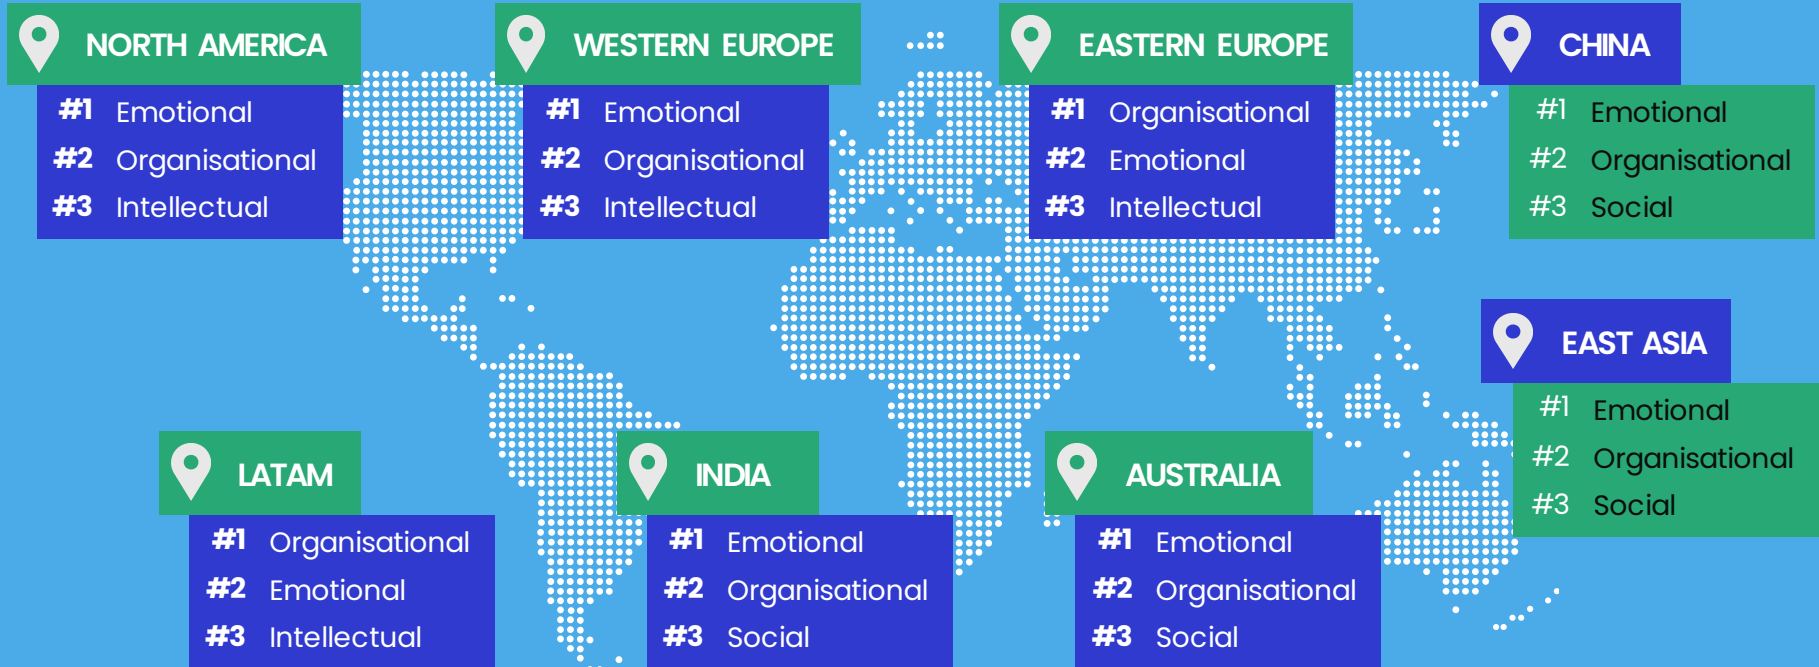 NORTH AMERICA
#1 Emotional
#2 Organisational
#3 Intellectual
WESTERN EUROPE
#1 Emotional
#2 Organisational
#3 Intellectual
EASTERN EUROPE
#1 Organisational
#2 Emotional
#3 Intellectual
CHINA
#1 Emotional
#2 Organisational
#3 Social
EAST ASIA
#1 Emotional
#2 Organisational
#3 Social
LATAM
#1 Organisational
#2 Emotional
#3 Intellectual
INDIA
#1 Emotional
#2 Organisational
#3 Social
AUSTRALIA
#1 Emotional
#2 Organisational
#3 Social